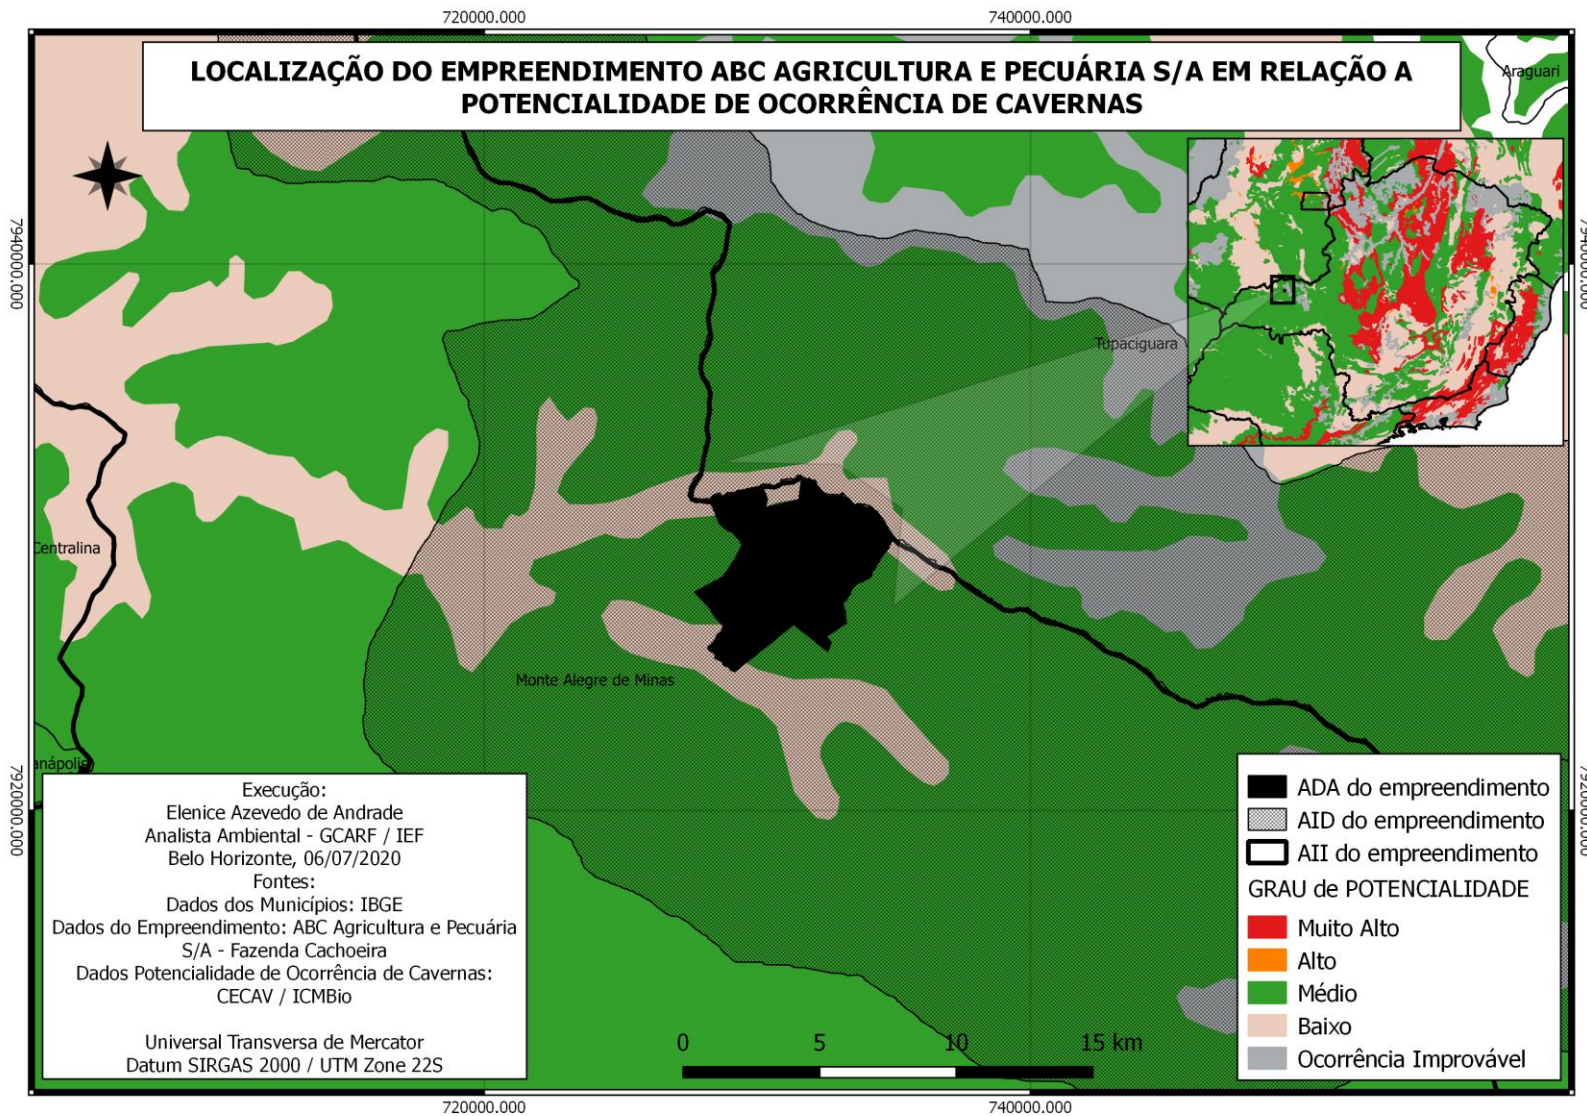 720000.000
740000.000
LOCALIZAÇÃO DO EMPREENDIMENTO ABC AGRICULTURA E PECUÁRIA S/A EM RELAÇÃO A
POTENCIALIDADE DE OCORRÊNCIA DE CAVERNAS
Araguari
7940000.000
7940000.000
Tupaciguara
Centralina
Monte Alegre de Minas
anápolis
7920000.000
7920000.000
Execução:
Elenice Azevedo de Andrade
Analista Ambiental - GCARF / IEF
Belo Horizonte, 06/07/2020
Fontes:
Dados dos Municípios: IBGE
Dados do Empreendimento: ABC Agricultura e Pecuária
S/A - Fazenda Cachoeira
Dados Potencialidade de Ocorrência de Cavernas:
CECAV / ICMBio
Universal Transversa de Mercator
Datum SIRGAS 2000 / UTM Zone 22S
0 5 10 15 km
ADA do empreendimento
AID do empreendimento
AII do empreendimento
GRAU de POTENCIALIDADE
Muito Alto
Alto
Médio
Baixo
Ocorrência Improvável
720000.000
740000.000